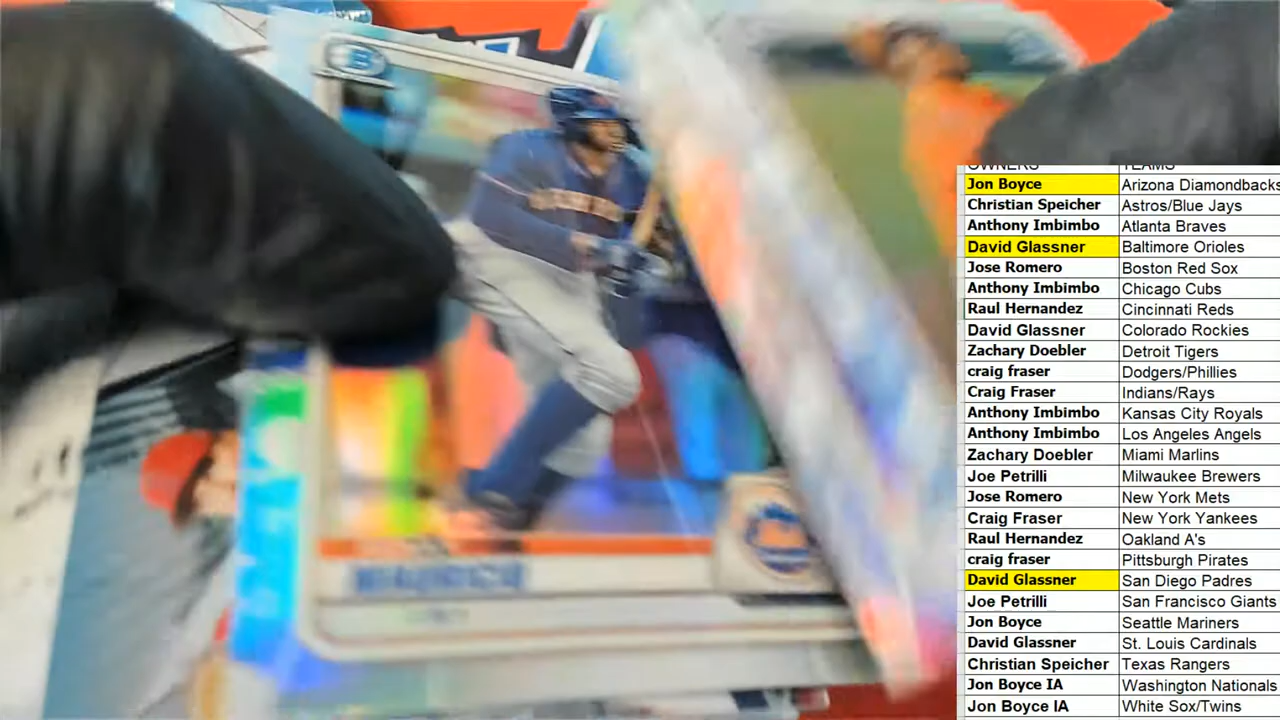 B
OWNERS TEAMS
Jon Boyce Arizona Diamondbacks
Christian Speicher Astros/Blue Jays
Anthony Imbimbo Atlanta Braves
David Glassner Baltimore Orioles
Jose Romero Boston Red Sox
Anthony Imbimbo Chicago Cubs
Raul Hernandez Cincinnati Reds
David Glassner Colorado Rockies
Zachary Doebler Detroit Tigers
craig fraser Dodgers/Phillies
Craig Fraser Indians/Rays
Anthony Imbimbo Kansas City Royals
Anthony Imbimbo Los Angeles Angels
Zachary Doebler Miami Marlins
Joe Petrilli Milwaukee Brewers
Jose Romero New York Mets
Craig Fraser New York Yankees
Raul Hernandez Oakland A's
craig fraser Pittsburgh Pirates
David Glassner San Diego Padres
Joe Petrilli San Francisco Giants
Jon Boyce Seattle Mariners
David Glassner St. Louis Cardinals
Christian Speicher Texas Rangers
Jon Boyce IA Washington Nationals
Jon Boyce IA White Sox/Twins